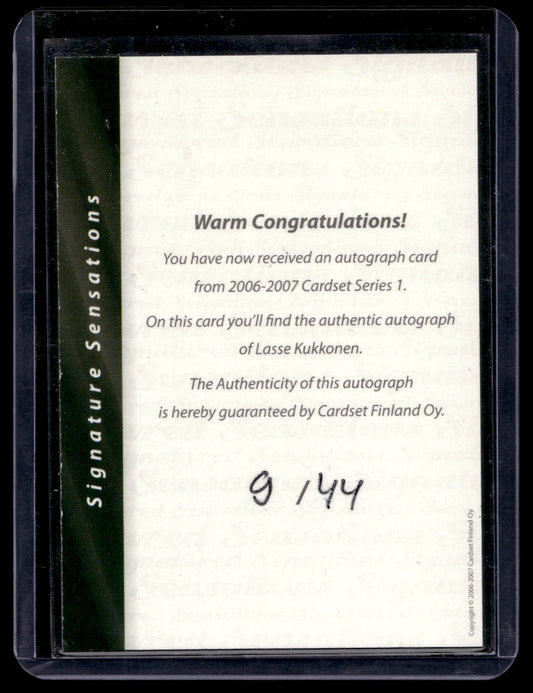 Signature Sensations
Warm Congratulations!
You have now received an autograph card
from 2006-2007 Cardset Series 1.
On this card you'll find the authentic autograph
of Lasse Kukkonen.
The Authenticity of this autograph
is hereby guaranteed by Cardset Finland Oy.
9 /44
Copyright © 2006-2007 Cardset Finland Oy